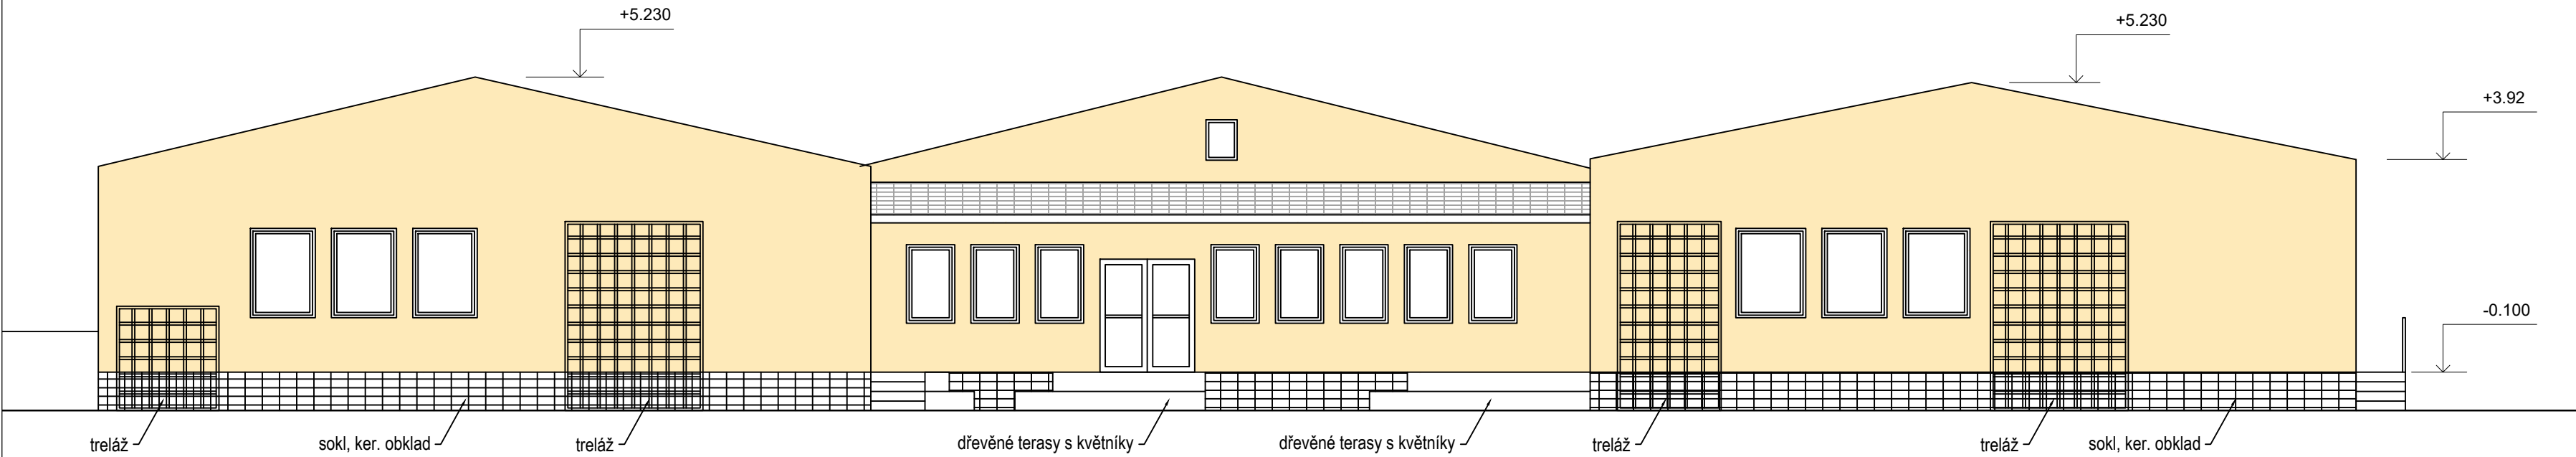 +5.230
+5.230
+3.92
-0.100
treláž
sokl, ker. obklad
treláž
dřevěné terasy s květníky
dřevěné terasy s květníky
treláž
treláž
sokl, ker. obklad